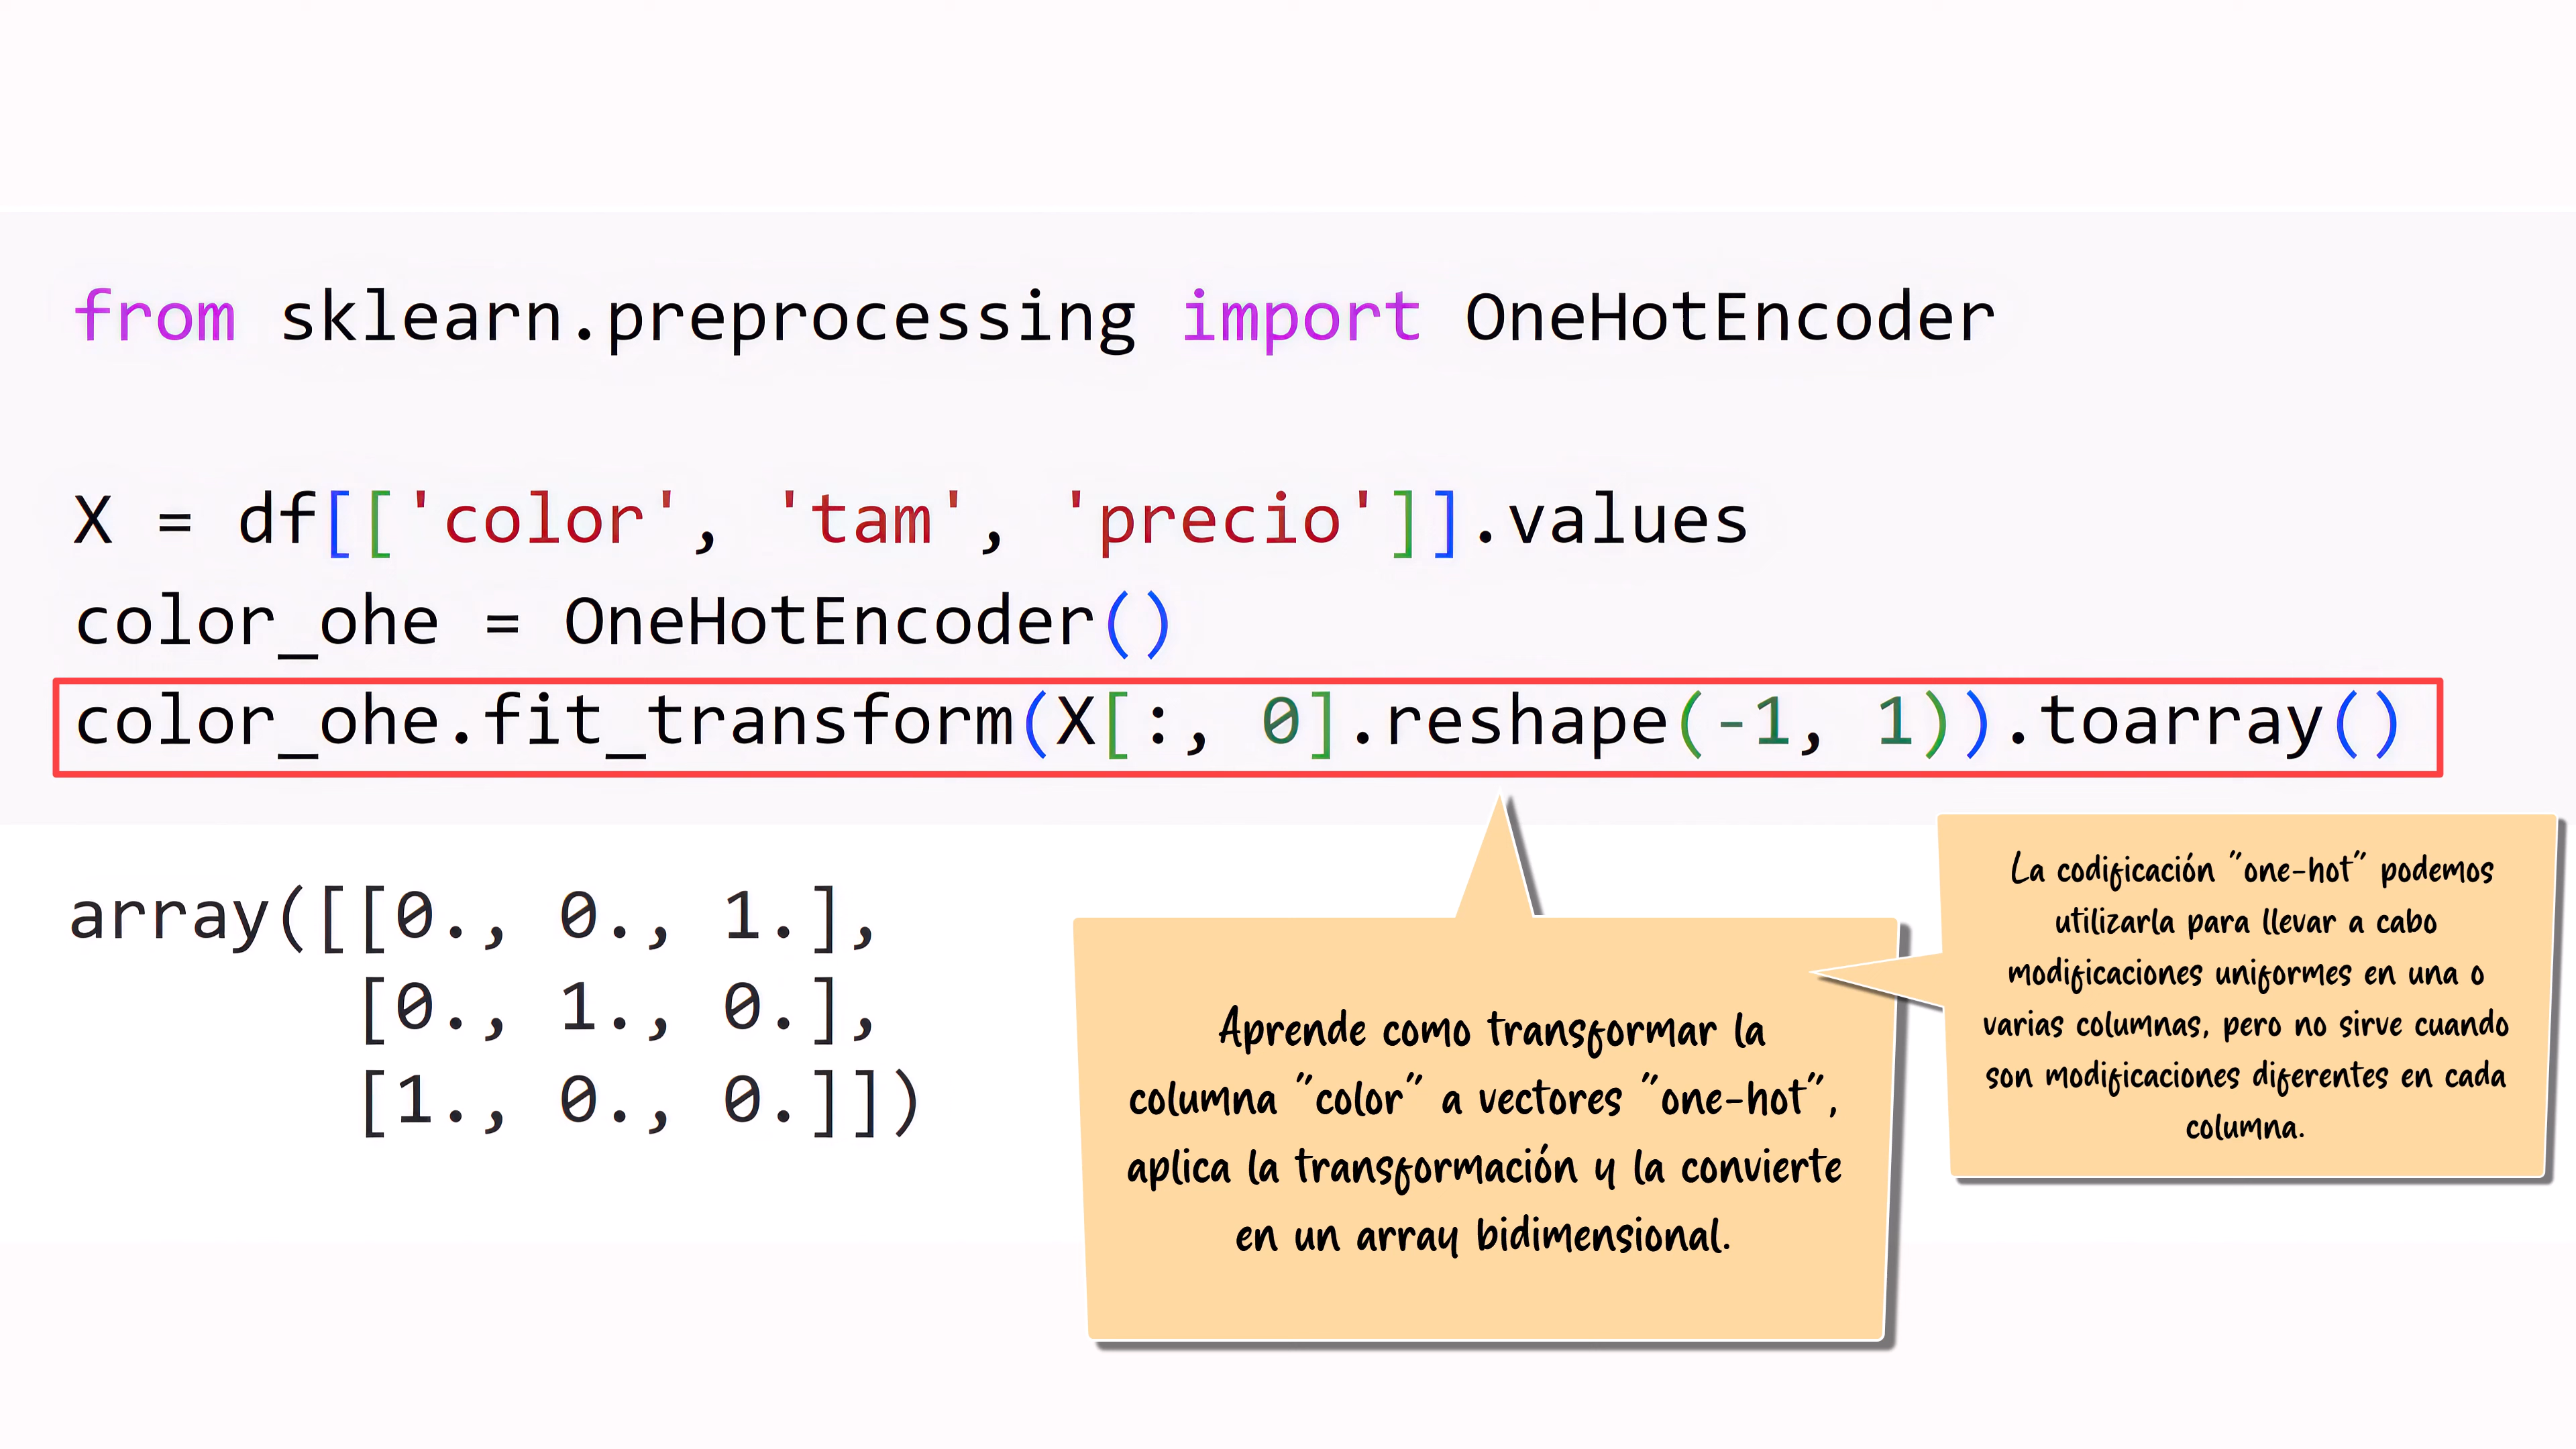 from sklearn.preprocessing import OneHotEncoder
X = df[['color', 'tam', 'precio']].values
color_ohe = OneHotEncoder()
color_ohe.fit_transform(X[:, 0].reshape(-1, 1)).toarray()
array([[0., 0., 1.],
[0., 1., 0.],
[1., 0., 0.]])
Aprende como transformar la
columna "color" a vectores "one-hot",
aplica la transformación y la convierte
en un array bidimensional.
La codificación "one-hot" podemos
utilizarla para llevar a cabo
modificaciones uniformes en una o
varias columnas, pero no sirve cuando
son modificaciones diferentes en cada
columna.